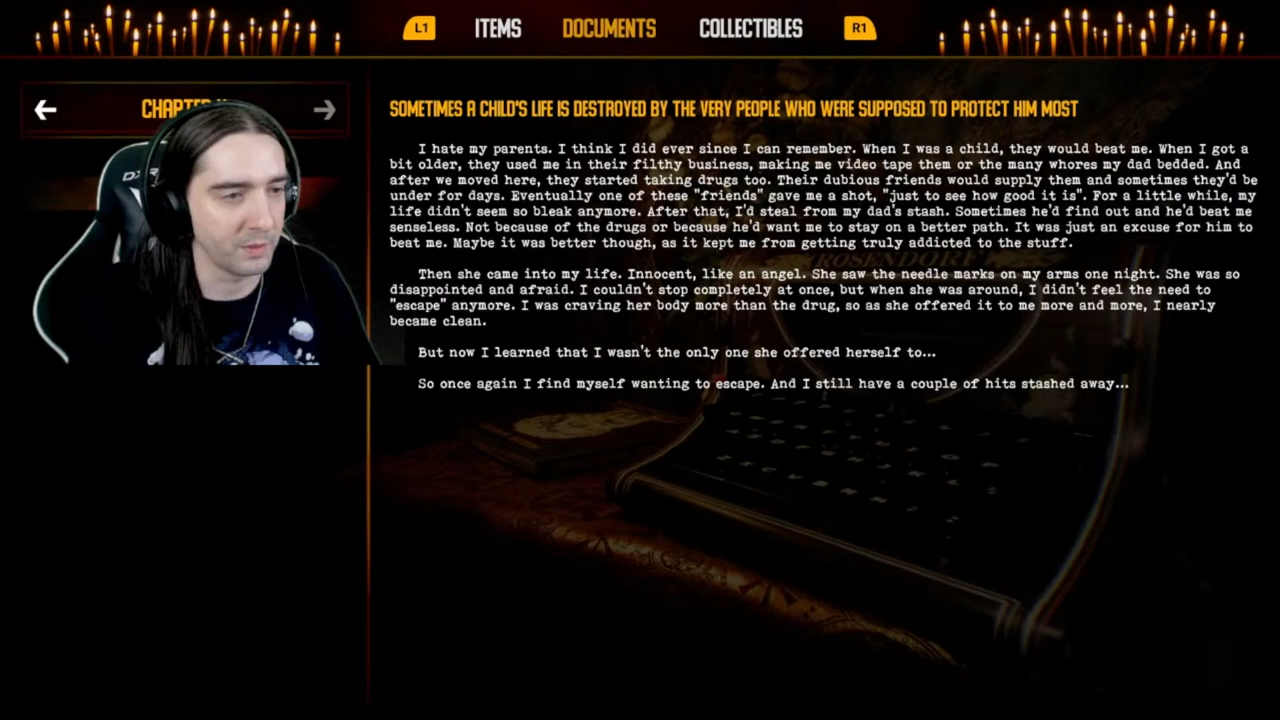 L1 ITEMS DOCUMENTS COLLECTIBLES R1
SOMETIMES A CHILD'S LIFE IS DESTROYED BY THE VERY PEOPLE WHO WERE SUPPOSED TO PROTECT HIM MOST
I hate my parents. I think I did ever since I can remember. When I was a child, they would beat me. When I got a
bit older, they used me in their filthy business, making me video tape them or the many whores my dad bedded. And
after we moved here, they started taking drugs too. Their dubious friends would supply them and sometimes they'd be
under for days. Eventually one of these "friends" gave me a shot, "just to see how good it is". For a little while, my
life didn't seem so bleak anymore. After that, I'd steal from my dad's stash. Sometimes he'd find out and he'd beat me
senseless. Not because of the drugs or because he'd want me to stay on a better path. It was just an excuse for him to
beat me. Maybe it was better though, as it kept me from getting truly addicted to the stuff.
Then she came into my life. Innocent, like an angel. She saw the needle marks on my arms one night. She was so
disappointed and afraid. I couldn't stop completely at once, but when she was around, I didn't feel the need to
"escape" anymore. I was craving her body more than the drug, so as she offered it to me more and more, I nearly
became clean.
But now I learned that I wasn't the only one she offered herself to...
So once again I find myself wanting to escape. And I still have a couple of hits stashed away...